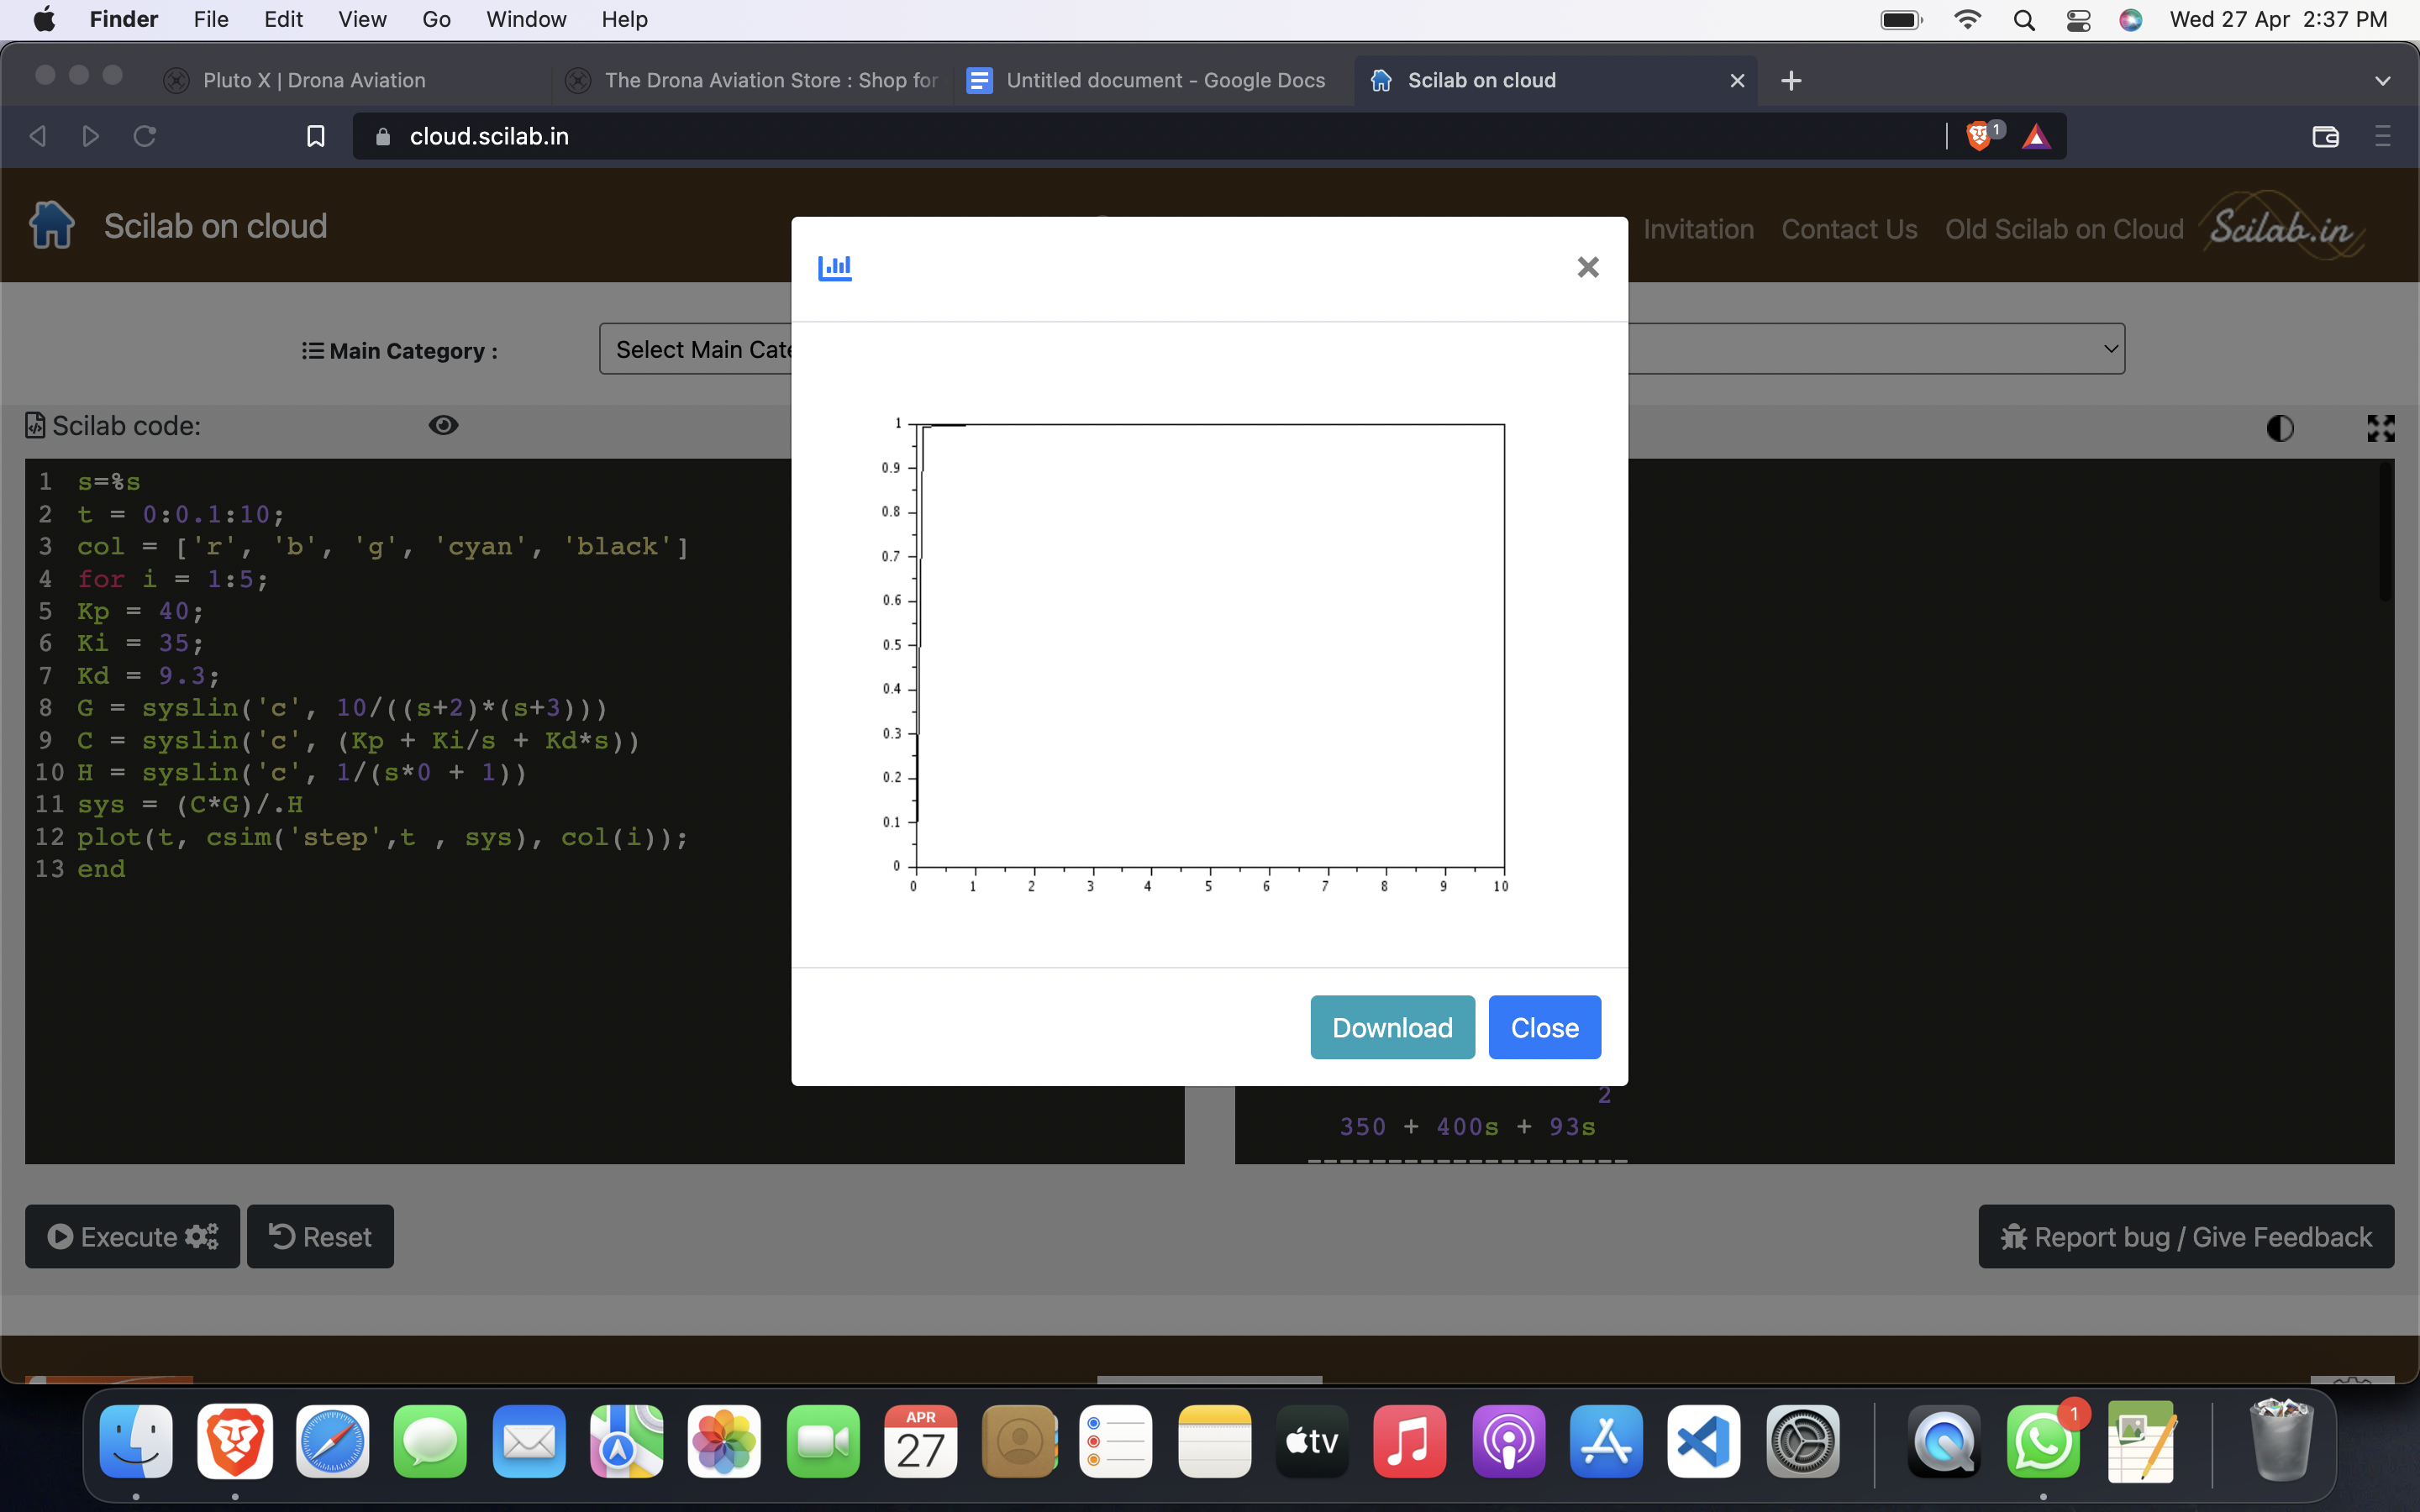 Finder File Edit View Go Window Help Wed 27 Apr 2:37 PM
Pluto X | Drona Aviation The Drona Aviation Store : Shop for Untitled document - Google Docs Scilab on cloud
cloud.scilab.in 1
Scilab on cloud Invitation Contact Us Old Scilab on Cloud Scilab.in
Main Category : Select Main Cate
Scilab code:
1 s=%s
2 t = 0:0.1:10;
3 col = ['r', 'b', 'g', 'cyan', 'black']
4 for i = 1:5;
5 Kp = 40;
6 Ki = 35;
7 Kd = 9.3;
8 G = syslin('c', 10/((s+2)*(s+3)))
9 C = syslin('c', (Kp + Ki/s + Kd*s))
10 H = syslin('c', 1/(s*0 + 1))
11 sys = (C*G)/.H
12 plot(t, csim('step',t , sys), col(i));
13 end
1
0.9
0.8
0.7
0.6
0.5
0.4
0.3
0.2
0.1
0
0 1 2 3 4 5 6 7 8 9 10
Download Close
2
350 + 400s + 93s
--------------------
Execute Reset Report bug / Give Feedback
APR
27
tv
1